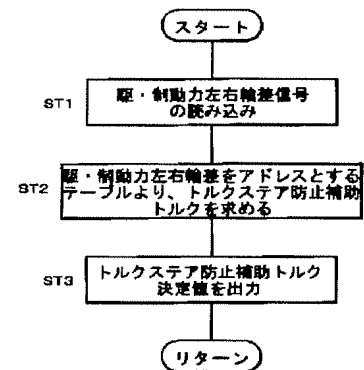 スタート
ST1
駆・制動力左右輪差信号
の読み込み
ST2
駆・制動力左右輪差をアドレスとする
テーブルより、トルクステア防止補助
トルクを求める
ST3
トルクステア防止補助トルク
決定値を出力
リターン